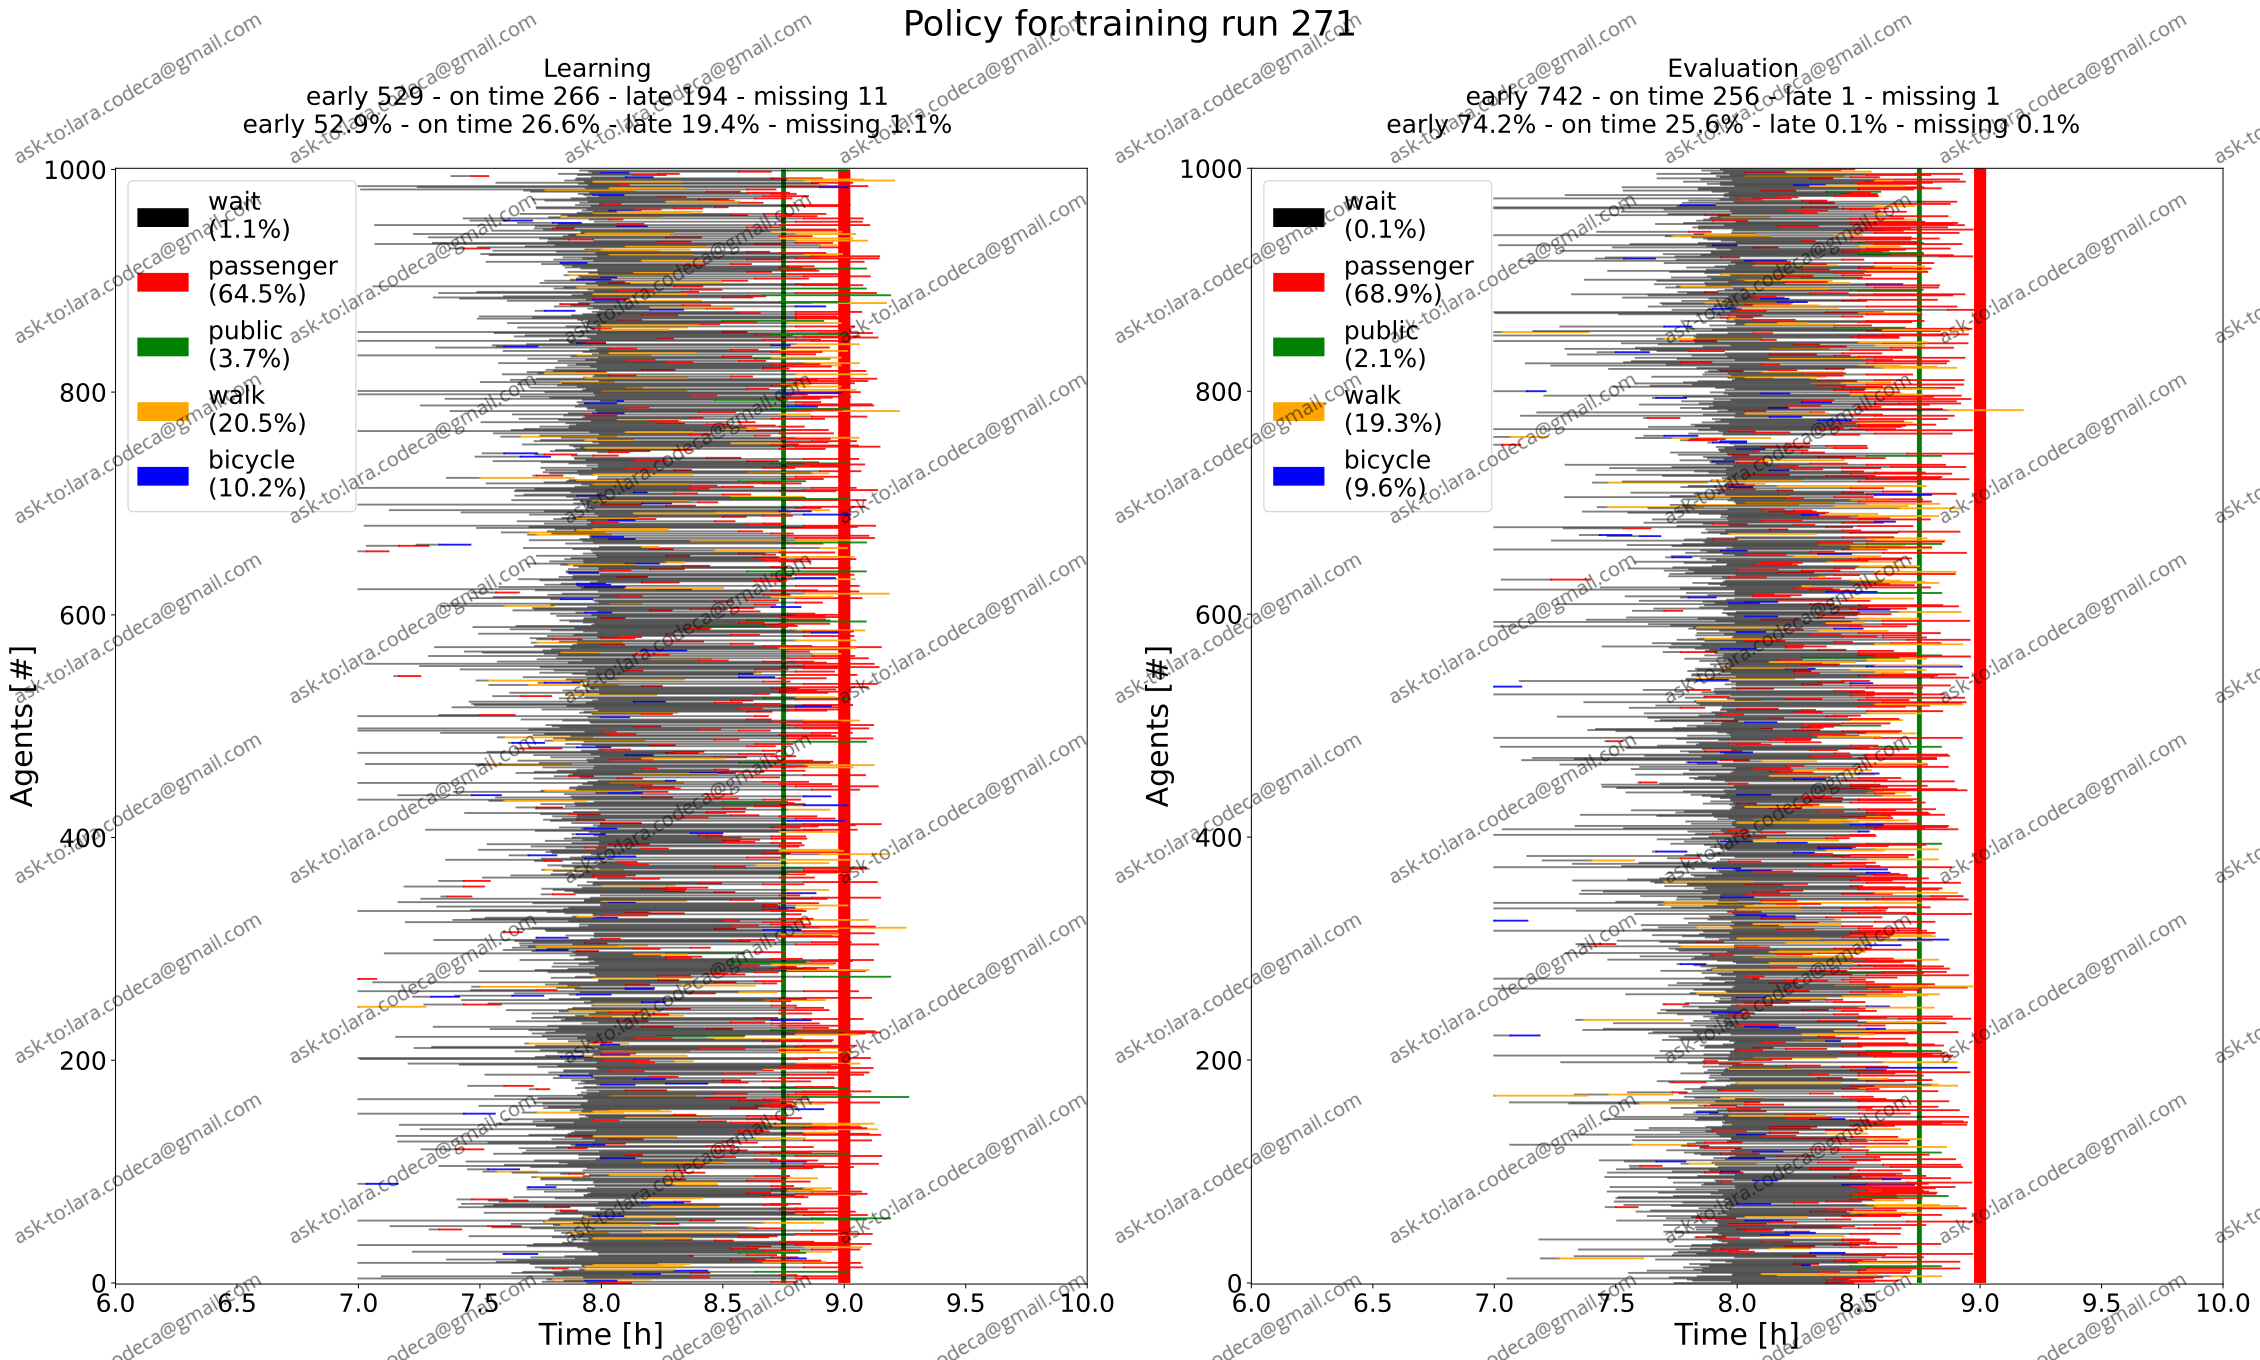 Policy for training run 271
Learning
early 529 - on time 266 - late 194 - missing 11
early 52.9% - on time 26.6% - late 19.4% - missing 1.1%
Evaluation
early 742 - on time 256 - late 1 - missing 1
early 74.2% - on time 25.6% - late 0.1% - missing 0.1%
wait
(1.1%)
passenger
(64.5%)
public
(3.7%)
walk
(20.5%)
bicycle
(10.2%)
wait
(0.1%)
passenger
(68.9%)
public
(2.1%)
walk
(19.3%)
bicycle
(9.6%)
1000
800
600
400
200
0
Agents [#]
6.0 6.5 7.0 7.5 8.0 8.5 9.0 9.5 10.0
Time [h]
1000
800
600
400
200
0
Agents [#]
6.0 6.5 7.0 7.5 8.0 8.5 9.0 9.5 10.0
Time [h]
ask-to:lara.codeca@gmail.com